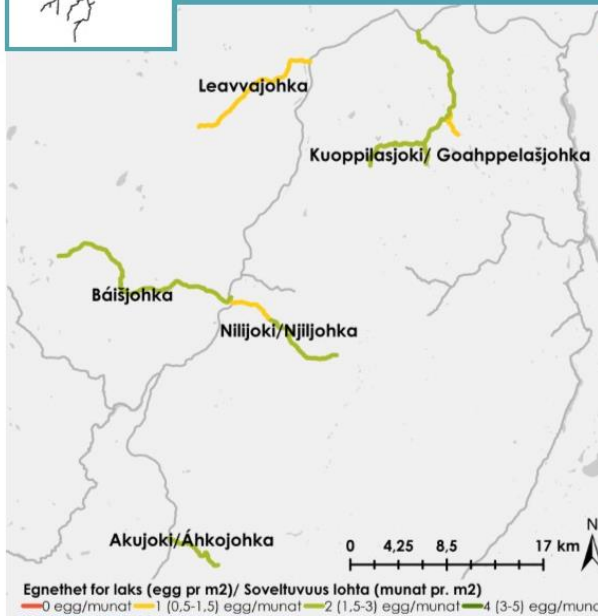 Leavvajohka
Kuoppilasjoki/ Goahppelašjohka
Báišjohka
Nilijoki/Njiljohka
Akujoki/Áhkojohka
0 4,25 8,5 17 km
N
Egnethet for laks (egg pr m2)/ Soveltuvuus lohta (munat pr. m2)
0 egg/munat 1 (0,5-1,5) egg/munat 2 (1,5-3) egg/munat 4 (3-5) egg/muna